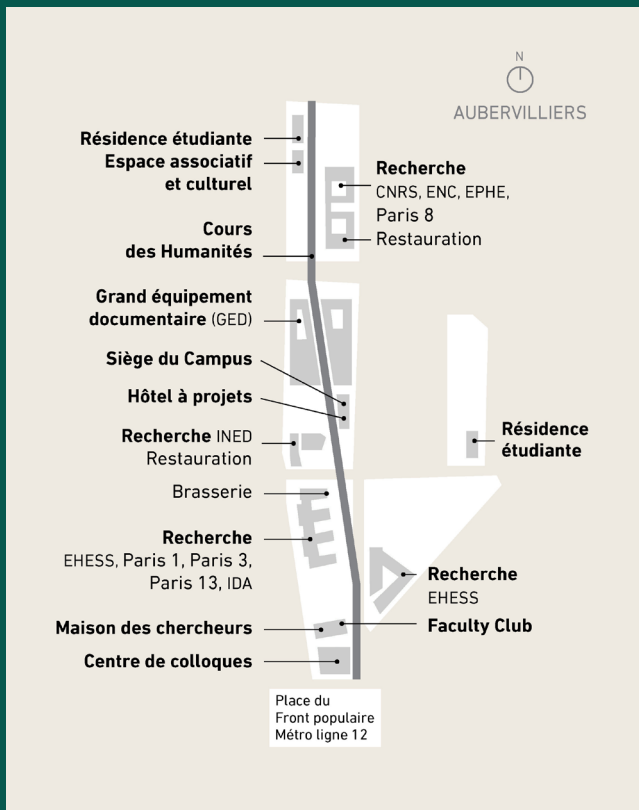 N
AUBERVILLIERS
Résidence étudiante
Espace associatif
et culturel
Recherche
CNRS, ENC, EPHE,
Paris 8
Restauration
Cours
des Humanités
Grand équipement
documentaire (GED)
Siège du Campus
Hôtel à projets
Recherche INED
Restauration
Résidence
étudiante
Brasserie
Recherche
EHESS, Paris 1, Paris 3,
Paris 13, IDA
Recherche
EHESS
Maison des chercheurs
Faculty Club
Centre de colloques
Place du
Front populaire
Métro ligne 12